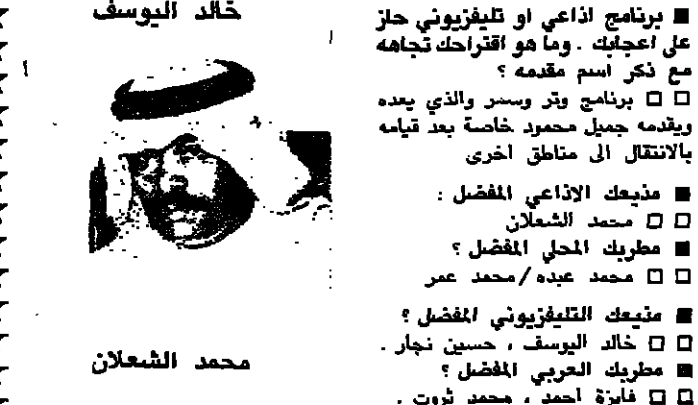 ■ برنامج اذاعي او تليفزيوني حاز
على اعجابك . وما هو اقتراحك تجاهه
مع ذكر اسم مقدمه ؟
□ □ برنامج وتر وسمر والذي يعده
ويقدمه جميل محمود خاصة بعد قيامه
بالانتقال الى مناطق اخرى
■ مذيعك الاذاعي المفضل :
□ □ محمد الشعلان
■ مطربك المحلي المفضل ؟
□ □ محمد عبده / محمد عمر
■ مذيعك التليفزيوني المفضل ؟
□ □ خالد اليوسف ، حسين نجار .
■ مطربك العربي المفضل ؟
□ □ فايزة احمد ، محمد ثروت .
خالد اليوسف
محمد الشعلان